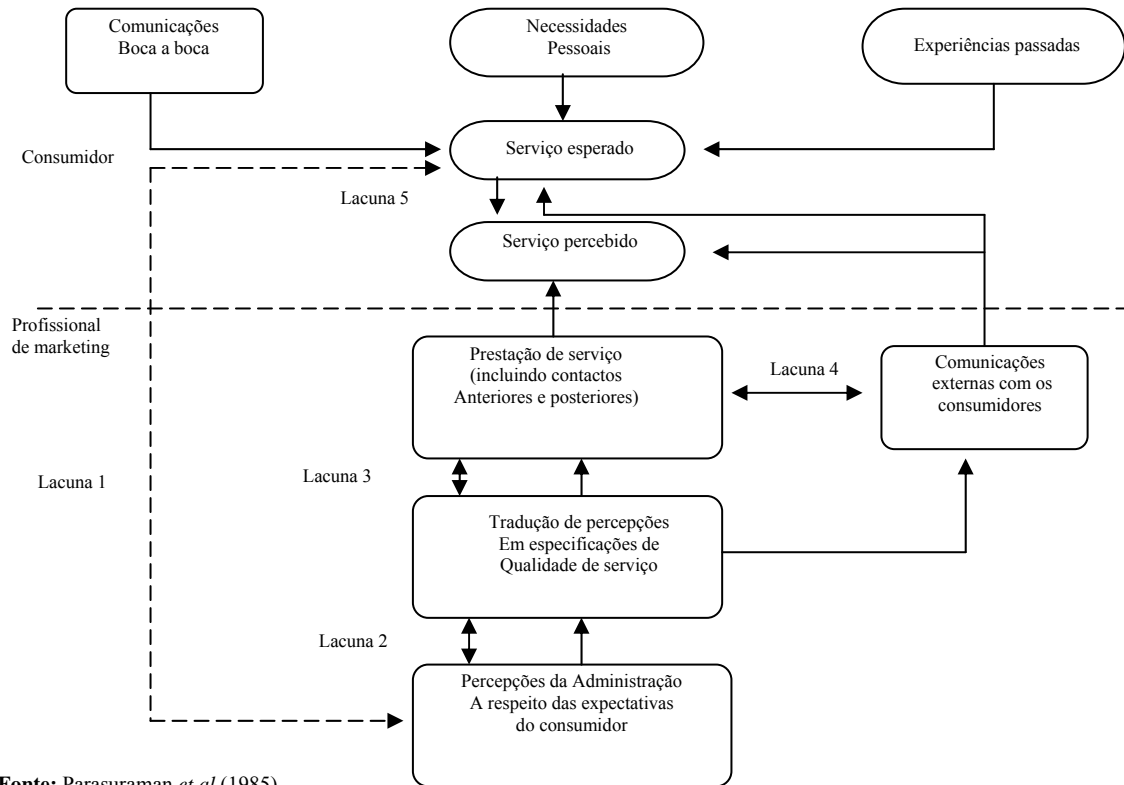 Comunicações
Boca a boca
Necessidades
Pessoais
Experiências passadas
Consumidor
Serviço esperado
Lacuna 5
Serviço percebido
Profissional
de marketing
Prestação de serviço
(incluindo contactos
Anteriores e posteriores)
Lacuna 4
Comunicações
externas com os
consumidores
Lacuna 1
Lacuna 3
Tradução de percepções
Em especificações de
Qualidade de serviço
Lacuna 2
Percepções da Administração
A respeito das expectativas
do consumidor
Fonte: Parasuraman et al (1985)